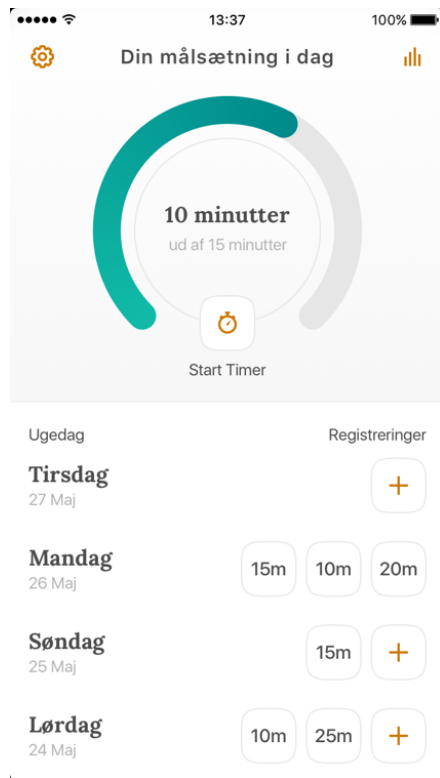 13:37
100%
Din målsætning i dag
10 minutter
ud af 15 minutter
Start Timer
Ugedag Registreringer
Tirsdag
27 Maj
Mandag
26 Maj
15m 10m 20m
Søndag
25 Maj
15m
Lørdag
24 Maj
10m 25m